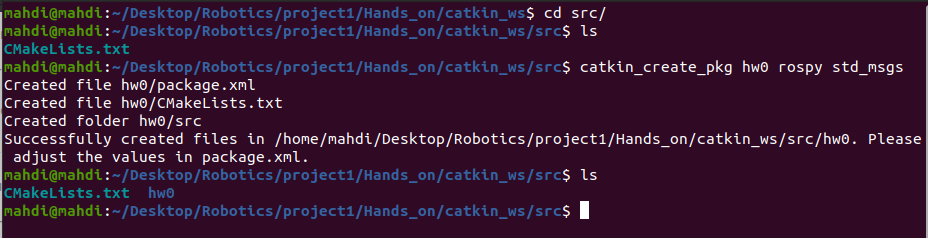 mahdi@mahdi:~/Desktop/Robotics/project1/Hands_on/catkin_ws$ cd src/
mahdi@mahdi:~/Desktop/Robotics/project1/Hands_on/catkin_ws/src$ ls
CMakeLists.txt
mahdi@mahdi:~/Desktop/Robotics/project1/Hands_on/catkin_ws/src$ catkin_create_pkg hw0 rospy std_msgs
Created file hw0/package.xml
Created file hw0/CMakeLists.txt
Created folder hw0/src
Successfully created files in /home/mahdi/Desktop/Robotics/project1/Hands_on/catkin_ws/src/hw0. Please
 adjust the values in package.xml.
mahdi@mahdi:~/Desktop/Robotics/project1/Hands_on/catkin_ws/src$ ls
CMakeLists.txt  hw0
mahdi@mahdi:~/Desktop/Robotics/project1/Hands_on/catkin_ws/src$